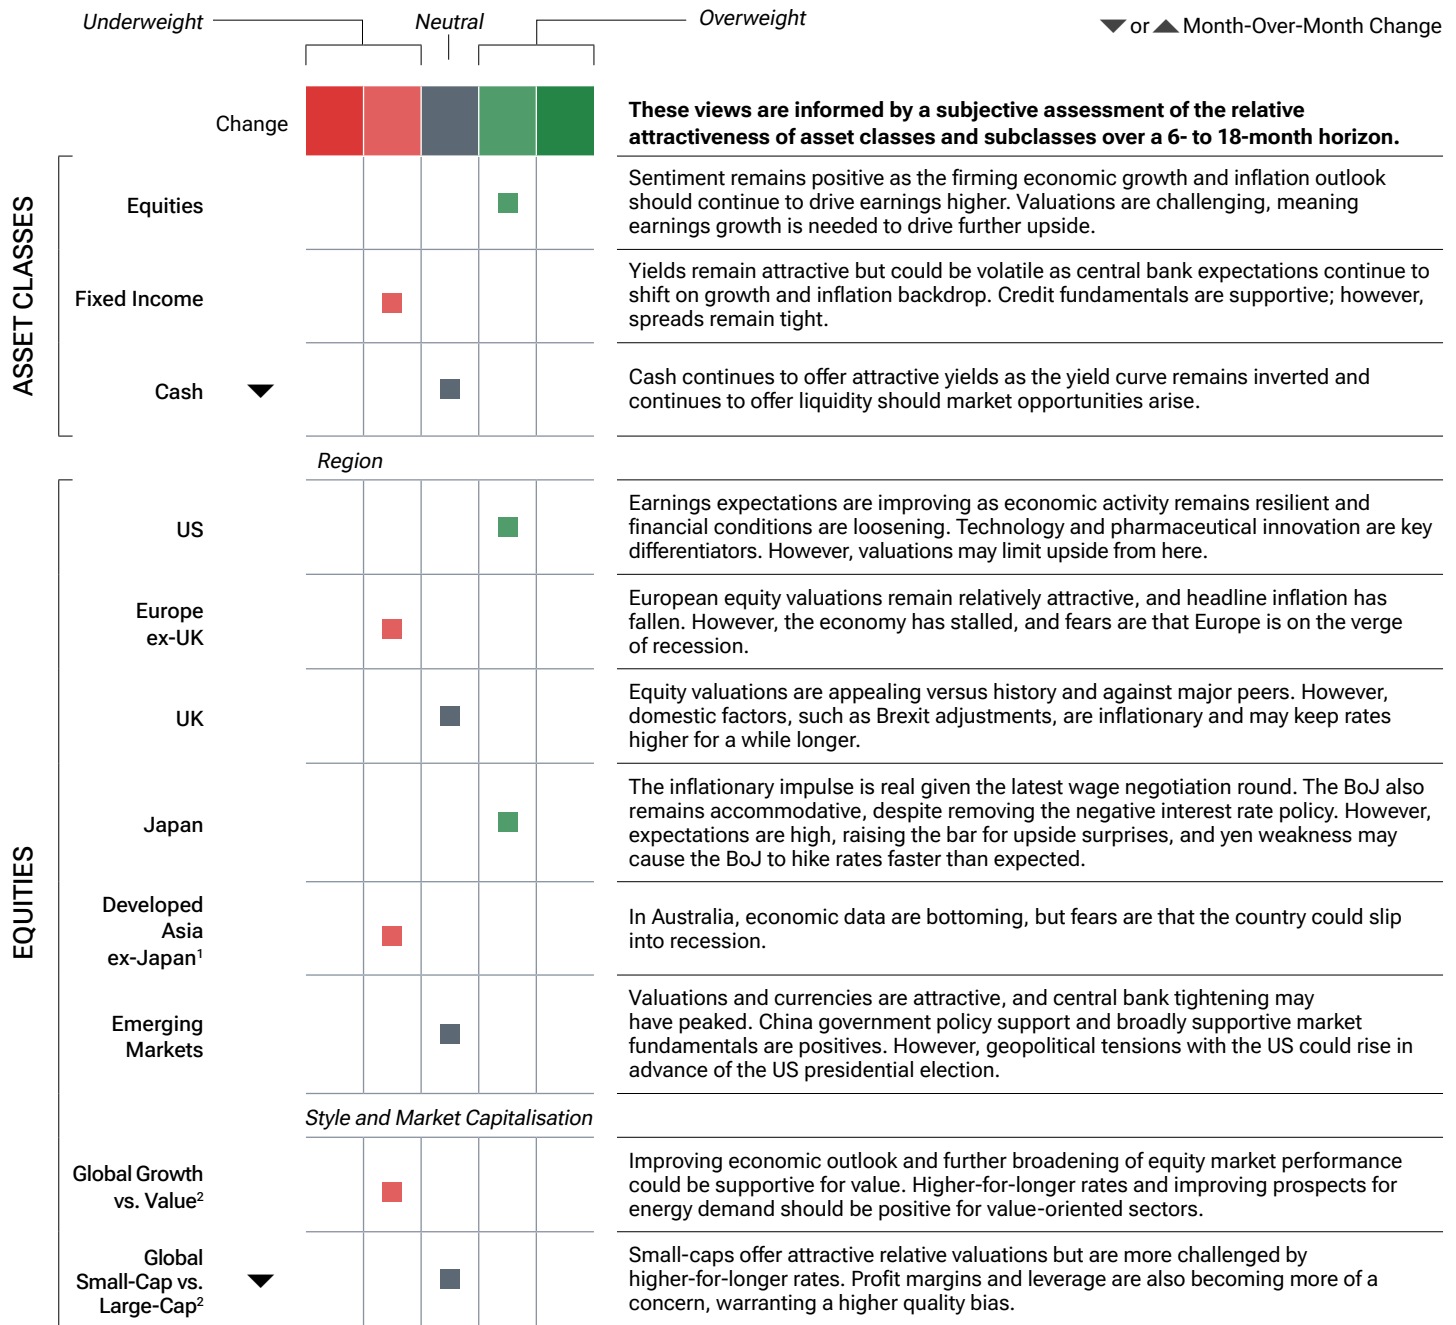 Underweight
Neutral
Overweight
▼ or ▲ Month-Over-Month Change
Change
These views are informed by a subjective assessment of the relative
attractiveness of asset classes and subclasses over a 6- to 18-month horizon.
ASSET CLASSES
Equities
Sentiment remains positive as the firming economic growth and inflation outlook
should continue to drive earnings higher. Valuations are challenging, meaning
earnings growth is needed to drive further upside.
Fixed Income
Yields remain attractive but could be volatile as central bank expectations continue to
shift on growth and inflation backdrop. Credit fundamentals are supportive; however,
spreads remain tight.
Cash
▼
Cash continues to offer attractive yields as the yield curve remains inverted and
continues to offer liquidity should market opportunities arise.
EQUITIES
Region
US
Earnings expectations are improving as economic activity remains resilient and
financial conditions are loosening. Technology and pharmaceutical innovation are key
differentiators. However, valuations may limit upside from here.
Europe
ex-UK
European equity valuations remain relatively attractive, and headline inflation has
fallen. However, the economy has stalled, and fears are that Europe is on the verge
of recession.
UK
Equity valuations are appealing versus history and against major peers. However,
domestic factors, such as Brexit adjustments, are inflationary and may keep rates
higher for a while longer.
Japan
The inflationary impulse is real given the latest wage negotiation round. The BoJ also
remains accommodative, despite removing the negative interest rate policy. However,
expectations are high, raising the bar for upside surprises, and yen weakness may
cause the BoJ to hike rates faster than expected.
Developed
Asia
ex-Japan¹
In Australia, economic data are bottoming, but fears are that the country could slip
into recession.
Emerging
Markets
Valuations and currencies are attractive, and central bank tightening may
have peaked. China government policy support and broadly supportive market
fundamentals are positives. However, geopolitical tensions with the US could rise in
advance of the US presidential election.
Style and Market Capitalisation
Global Growth
vs. Value²
Improving economic outlook and further broadening of equity market performance
could be supportive for value. Higher-for-longer rates and improving prospects for
energy demand should be positive for value-oriented sectors.
Global
Small-Cap vs.
Large-Cap²
▼
Small-caps offer attractive relative valuations but are more challenged by
higher-for-longer rates. Profit margins and leverage are also becoming more of a
concern, warranting a higher quality bias.